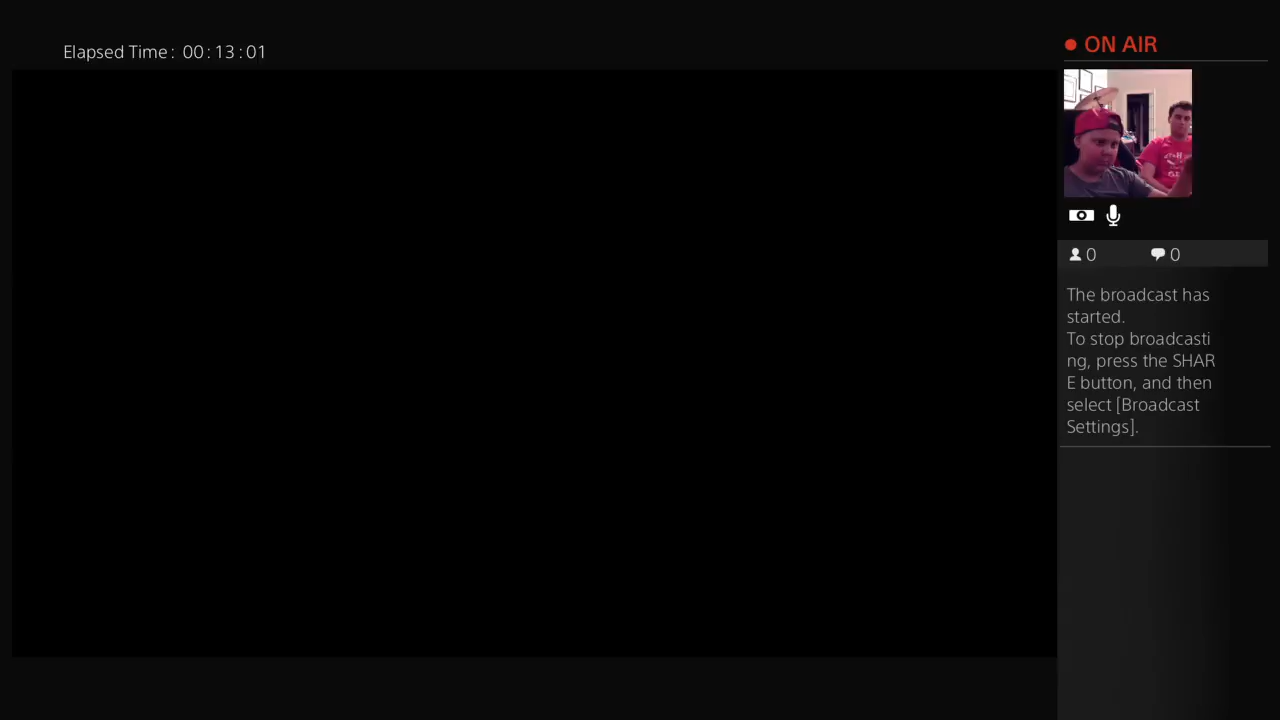 Elapsed Time: 00:13:01
ON AIR
0 0
The broadcast has
started.
To stop broadcasti
ng, press the SHAR
E button, and then
select [Broadcast
Settings].